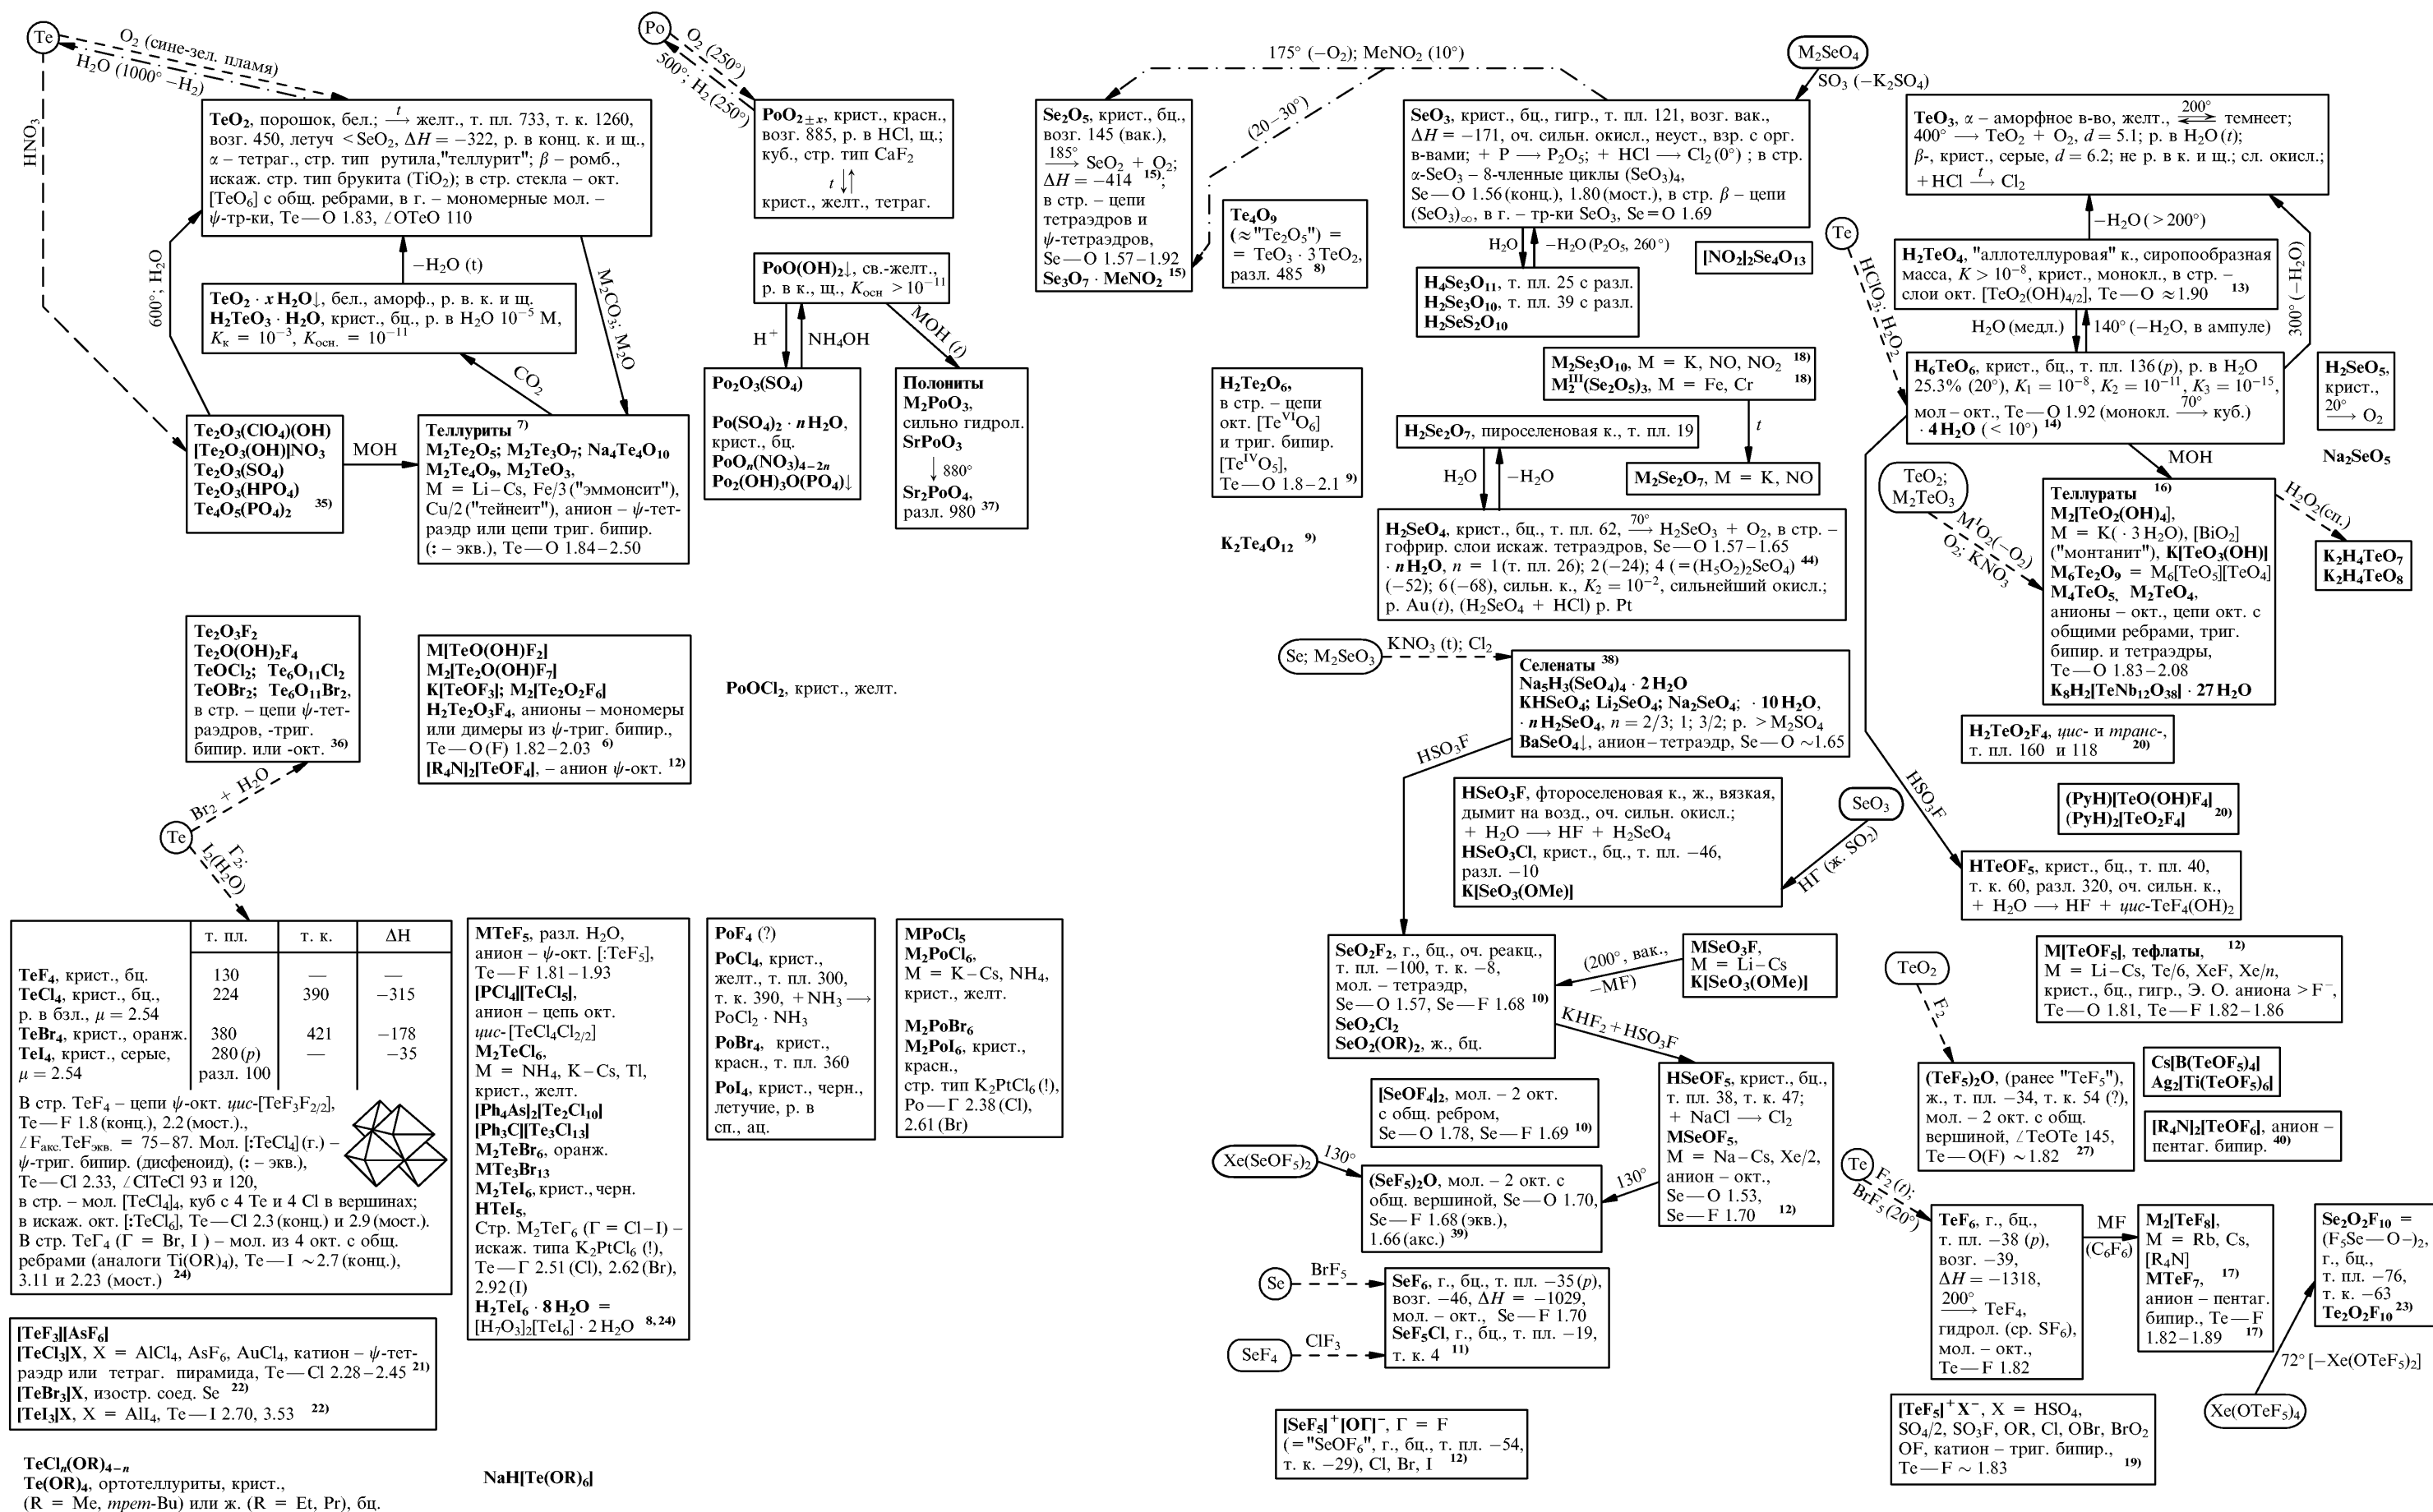 Te
O₂ (сине-зел. пламя)
H₂O (1000° −H₂)
HNO₃
TeO₂, порошок, бел.; —t→ желт., т. пл. 733, т. к. 1260,
возг. 450, летуч <SeO₂, ΔH = −322, р. в конц. к. и щ.,
α – тетраг., стр. тип рутила,"теллурит"; β – ромб.,
искаж. стр. тип брукита (TiO₂); в стр. стекла – окт.
[TeO₆] с общ. ребрами, в г. – мономерные мол. –
ψ-тр-ки, Te—O 1.83, ∠OTeO 110
600°; H₂O
−H₂O (t)
M₂CO₃; M₂O
TeO₂ · xH₂O↓, бел., аморф., р. в. к. и щ.
H₂TeO₃ · H₂O, крист., бц., р. в H₂O 10⁻⁵ М,
Kк = 10⁻³, Kосн. = 10⁻¹¹
CO₂
Te₂O₃(ClO₄)(OH)
[Te₂O₃(OH)]NO₃
Te₂O₃(SO₄)
Te₂O₃(HPO₄)
Te₄O₅(PO₄)₂ 35)
MOH
Теллуриты 7)
M₂Te₂O₅; M₂Te₃O₇; Na₄Te₄O₁₀
M₂Te₄O₉, M₂TeO₃,
M = Li–Cs, Fe/3 ("эммонсит"),
Cu/2 ("тейнеит"), анион – ψ-тет-
раэдр или цепи триг. бипир.
(: – экв.), Te—O 1.84–2.50
Po
O₂ (250°)
500°; H₂ (250°)
PoO₂±x, крист., красн.,
возг. 885, р. в HCl, щ.;
куб., стр. тип CaF₂
t ↓↑
крист., желт., тетраг.
PoO(OH)₂↓, св.-желт.,
р. в к., щ., Kосн >10⁻¹¹
H⁺
NH₄OH
MOH (t)
Po₂O₃(SO₄)
Po(SO₄)₂ · nH₂O,
крист., бц.
PoOₙ(NO₃)₄₋₂ₙ
Po₂(OH)₃O(PO₄)↓
Полониты
M₂PoO₃,
сильно гидрол.
SrPoO₃
↓ 880°
Sr₂PoO₄,
разл. 980 37)
Te₂O₃F₂
Te₂O(OH)₂F₄
TeOCl₂; Te₆O₁₁Cl₂
TeOBr₂; Te₆O₁₁Br₂,
в стр. – цепи ψ-тет-
раэдров, -триг.
бипир. или -окт. 36)
M[TeO(OH)F₂]
M₂[Te₂O(OH)F₇]
K[TeOF₃]; M₂[Te₂O₂F₆]
H₂Te₂O₃F₄, анионы – мономеры
или димеры из ψ-триг. бипир.,
Te—O(F) 1.82–2.03 6)
[R₄N]₂[TeOF₄], – анион ψ-окт. 12)
PoOCl₂, крист., желт.
Te
Br₂ + H₂O
Г₂;
I₂(H₂O)
т. пл. т. к. ΔH
TeF₄, крист., бц. 130 — —
TeCl₄, крист., бц., 224 390 −315
р. в бзл., μ = 2.54
TeBr₄, крист., оранж. 380 421 −178
TeI₄, крист., серые, 280 (p) — −35
μ = 2.54 разл. 100
В стр. TeF₄ – цепи ψ-окт. цис-[TeF₃F₂/₂],
Te—F 1.8 (конц.), 2.2 (мост.).,
∠Fакс.TeFэкв. = 75–87. Мол. [:TeCl₄] (г.) –
ψ-триг. бипир. (дисфеноид), (: – экв.),
Te—Cl 2.33, ∠ClTeCl 93 и 120,
в стр. – мол. [TeCl₄]₄, куб с 4 Te и 4 Cl в вершинах;
в искаж. окт. [:TeCl₆], Te—Cl 2.3 (конц.) и 2.9 (мост.).
В стр. TeГ₄ (Г = Br, I ) – мол. из 4 окт. с общ.
ребрами (аналоги Ti(OR)₄), Te—I ~2.7 (конц.),
3.11 и 2.23 (мост.) 24)
MTeF₅, разл. H₂O,
анион – ψ-окт. [:TeF₅],
Te—F 1.81–1.93
[PCl₄][TeCl₅],
анион – цепь окт.
цис-[TeCl₄Cl₂/₂]
M₂TeCl₆,
M = NH₄, K–Cs, Tl,
крист., желт.
[Ph₄As]₂[Te₂Cl₁₀]
[Ph₃C][Te₃Cl₁₃]
M₂TeBr₆, оранж.
MTe₃Br₁₃
M₂TeI₆, крист., черн.
HTeI₅,
Стр. M₂TeГ₆ (Г = Cl–I) –
искаж. типа K₂PtCl₆ (!),
Te—Г 2.51 (Cl), 2.62 (Br),
2.92 (I)
H₂TeI₆ · 8H₂O =
[H₇O₃]₂[TeI₆] · 2H₂O 8, 24)
PoF₄ (?)
PoCl₄, крист.,
желт., т. пл. 300,
т. к. 390, +NH₃ →
PoCl₂ · NH₃
PoBr₄, крист.,
красн., т. пл. 360
PoI₄, крист., черн.,
летучие, р. в
сп., ац.
MPoCl₅
M₂PoCl₆,
M = K–Cs, NH₄,
крист., желт.
M₂PoBr₆
M₂PoI₆, крист.,
красн.,
стр. тип K₂PtCl₆ (!),
Po—Г 2.38 (Cl),
2.61 (Br)
[TeF₃][AsF₆]
[TeCl₃]X, X = AlCl₄, AsF₆, AuCl₄, катион – ψ-тет-
раэдр или тетраг. пирамида, Te—Cl 2.28–2.45 21)
[TeBr₃]X, изостр. соед. Se 22)
[TeI₃]X, X = AlI₄, Te—I 2.70, 3.53 22)
TeClₙ(OR)₄₋ₙ
Te(OR)₄, ортотеллуриты, крист.,
(R = Me, трет-Bu) или ж. (R = Et, Pr), бц.
NaH[Te(OR)₆]
175° (−O₂); MeNO₂ (10°)
(20–30°)
Se₂O₅, крист., бц.,
возг. 145 (вак.),
—185°→ SeO₂ + O₂;
ΔH = −414 15);
в стр. – цепи
тетраэдров и
ψ-тетраэдров,
Se—O 1.57–1.92
Se₃O₇ · MeNO₂ 15)
Te₄O₉
(≈"Te₂O₅") =
= TeO₃ · 3TeO₂,
разл. 485 8)
H₂Te₂O₆,
в стр. – цепи
окт. [TeⱽᴵO₆]
и триг. бипир.
[Teᴵⱽ O₅],
Te—O 1.8–2.1 9)
K₂Te₄O₁₂ 9)
M₂SeO₄
SO₃ (−K₂SO₄)
SeO₃, крист., бц., гигр., т. пл. 121, возг. вак.,
ΔH = −171, оч. сильн. окисл., неуст., взр. с орг.
в-вами; + P → P₂O₅; + HCl → Cl₂ (0°) ; в стр.
α-SeO₃ – 8-членные циклы (SeO₃)₄,
Se—O 1.56 (конц.), 1.80 (мост.), в стр. β – цепи
(SeO₃)∞, в г. – тр-ки SeO₃, Se=O 1.69
H₂O
−H₂O (P₂O₅, 260°)
[NO₂]₂Se₄O₁₃
H₄Se₃O₁₁, т. пл. 25 с разл.
H₂Se₃O₁₀, т. пл. 39 с разл.
H₂SeS₂O₁₀
M₂Se₃O₁₀, M = K, NO, NO₂ 18)
M₂ᴵᴵᴵ(Se₂O₅)₃, M = Fe, Cr 18)
t
H₂Se₂O₇, пироселеновая к., т. пл. 19
H₂O
−H₂O
M₂Se₂O₇, M = K, NO
H₂SeO₄, крист., бц., т. пл. 62, —70°→ H₂SeO₃ + O₂, в стр. –
гофрир. слои искаж. тетраэдров, Se—O 1.57–1.65
· nH₂O, n = 1 (т. пл. 26); 2 (−24); 4 (=(H₅O₂)₂SeO₄) 44)
(−52); 6 (−68), сильн. к., K₂ = 10⁻², сильнейший окисл.;
р. Au (t), (H₂SeO₄ + HCl) р. Pt
Se; M₂SeO₃
KNO₃ (t); Cl₂
Селенаты 38)
Na₅H₃(SeO₄)₄ · 2H₂O
KHSeO₄; Li₂SeO₄; Na₂SeO₄; · 10H₂O,
· nH₂SeO₄, n = 2/3; 1; 3/2; р. >M₂SO₄
BaSeO₄↓, анион–тетраэдр, Se—O ~1.65
HSO₃F
HSeO₃F, фтороселеновая к., ж., вязкая,
дымит на возд., оч. сильн. окисл.;
+ H₂O → HF + H₂SeO₄
HSeO₃Cl, крист., бц., т. пл. −46,
разл. −10
K[SeO₃(OMe)]
SeO₃
HГ (ж. SO₂)
SeO₂F₂, г., бц., оч. реакц.,
т. пл. −100, т. к. −8,
мол. – тетраэдр,
Se—O 1.57, Se—F 1.68 10)
SeO₂Cl₂
SeO₂(OR)₂, ж., бц.
(200°, вак.,
−MF)
MSeO₃F,
M = Li–Cs
K[SeO₃(OMe)]
KHF₂ + HSO₃F
[SeOF₄]₂, мол. – 2 окт.
с общ. ребром,
Se—O 1.78, Se—F 1.69 10)
HSeOF₅, крист., бц.,
т. пл. 38, т. к. 47;
+ NaCl → Cl₂
MSeOF₅,
M = Na–Cs, Xe/2,
анион – окт.,
Se—O 1.53,
Se—F 1.70 12)
Xe(SeOF₅)₂
130°
130°
(SeF₅)₂O, мол. – 2 окт. с
общ. вершиной, Se—O 1.70,
Se—F 1.68 (экв.),
1.66 (акс.) 39)
Se
BrF₅
SeF₆, г., бц., т. пл. −35 (p),
возг. −46, ΔH = −1029,
мол. – окт., Se—F 1.70
SeF₅Cl, г., бц., т. пл. −19,
т. к. 4 11)
SeF₄
ClF₃
[SeF₅]⁺[OГ]⁻, Г = F
(="SeOF₆", г., бц., т. пл. −54,
т. к. −29), Cl, Br, I 12)
TeO₃, α – аморфное в-во, желт., ⇌200° темнеет;
400° → TeO₂ + O₂, d = 5.1; р. в H₂O (t);
β-, крист., серые, d = 6.2; не р. в к. и щ.; сл. окисл.;
+HCl —t→ Cl₂
−H₂O (>200°)
Te
HClO₃; H₂O₂
H₂TeO₄, "аллотеллуровая" к., сиропообразная
масса, K > 10⁻⁸, крист., монокл., в стр. –
слои окт. [TeO₂(OH)₄/₂], Te—O ≈1.90 13)
H₂O (медл.)
140° (−H₂O, в ампуле)
300° (−H₂O)
H₆TeO₆, крист., бц., т. пл. 136 (p), р. в H₂O
25.3% (20°), K₁ = 10⁻⁸, K₂ = 10⁻¹¹, K₃ = 10⁻¹⁵,
мол – окт., Te—O 1.92 (монокл. —70°→ куб.)
· 4H₂O (< 10°) 14)
H₂SeO₅,
крист.,
—20°→ O₂
Na₂SeO₅
MOH
TeO₂;
M₂TeO₃
MᴵO₂(−O₂)
O₂; KNO₃
Теллураты 16)
M₂[TeO₂(OH)₄],
M = K( · 3H₂O), [BiO₂]
("монтанит"), K[TeO₃(OH)]
M₆Te₂O₉ = M₆[TeO₅][TeO₄]
M₄TeO₅, M₂TeO₄,
анионы – окт., цепи окт. с
общими ребрами, триг.
бипир. и тетраэдры,
Te—O 1.83–2.08
K₈H₂[TeNb₁₂O₃₈] · 27H₂O
H₂O₂(сп.)
K₂H₄TeO₇
K₂H₄TeO₈
H₂TeO₂F₄, цис- и транс-,
т. пл. 160 и 118 20)
HSO₃F
(PyH)[TeO(OH)F₄]
(PyH)₂[TeO₂F₄] 20)
HTeOF₅, крист., бц., т. пл. 40,
т. к. 60, разл. 320, оч. сильн. к.,
+ H₂O → HF + цис-TeF₄(OH)₂
M[TeOF₅], тефлаты, 12)
M = Li–Cs, Te/6, XeF, Xe/n,
крист., бц., гигр., Э. О. аниона >F⁻,
Te—O 1.81, Te—F 1.82–1.86
TeO₂
F₂
(TeF₅)₂O, (ранее "TeF₅"),
ж., т. пл. −34, т. к. 54 (?),
мол. – 2 окт. с общ.
вершиной, ∠TeOTe 145,
Te—O(F) ~1.82 27)
Cs[B(TeOF₅)₄]
Ag₂[Ti(TeOF₅)₆]
[R₄N]₂[TeOF₆], анион –
пентаг. бипир. 40)
Te
F₂(t);
BrF₅(20°)
TeF₆, г., бц.,
т. пл. −38 (p),
возг. −39,
ΔH = −1318,
—200°→ TeF₄,
гидрол. (ср. SF₆),
мол. – окт.,
Te—F 1.82
MF
(C₆F₆)
M₂[TeF₈],
M = Rb, Cs,
[R₄N]
MTeF₇, 17)
анион – пентаг.
бипир., Te—F
1.82–1.89 17)
Se₂O₂F₁₀ =
(F₅Se—O–)₂,
г., бц.,
т. пл. −76,
т. к. −63
Te₂O₂F₁₀ 23)
72° [−Xe(OTeF₅)₂]
Xe(OTeF₅)₄
[TeF₅]⁺X⁻, X = HSO₄,
SO₄/2, SO₃F, OR, Cl, OBr, BrO₂
OF, катион – триг. бипир.,
Te—F ~ 1.83 19)